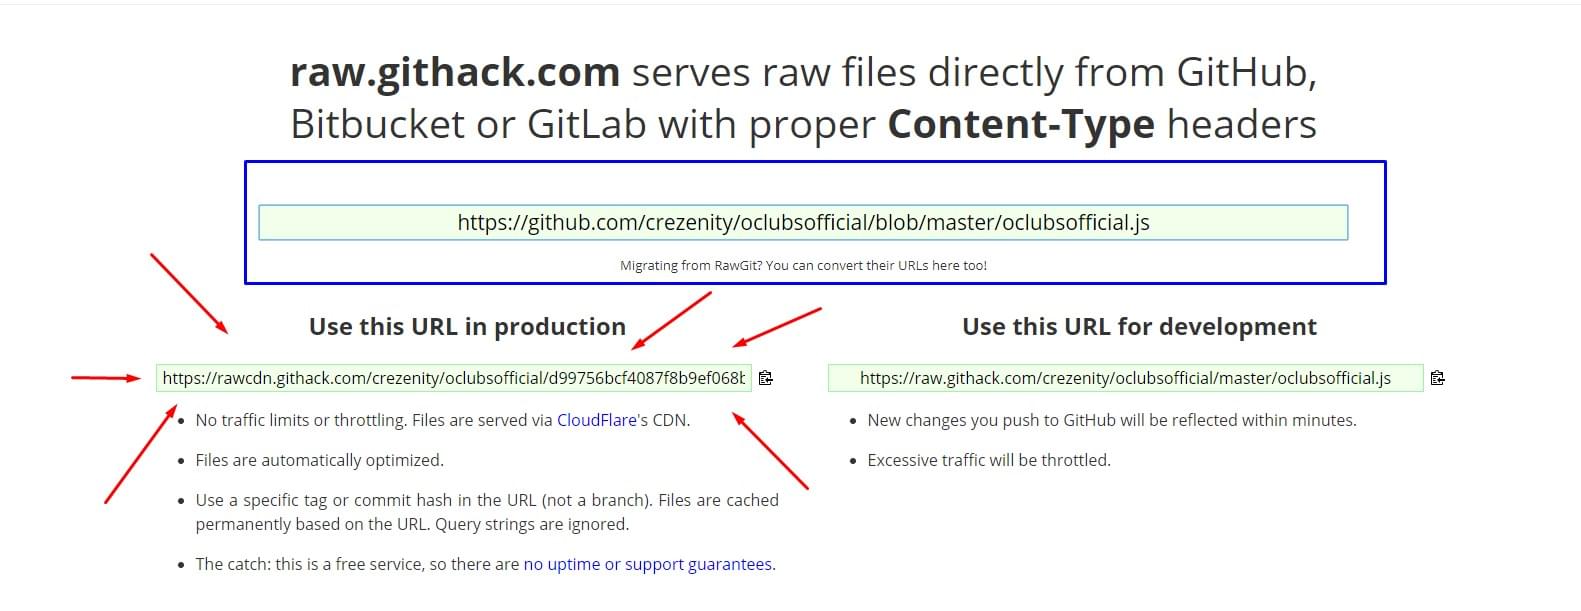 raw.githack.com serves raw files directly from GitHub,
Bitbucket or GitLab with proper Content-Type headers
https://github.com/crezenity/oclubsofficial/blob/master/oclubsofficial.js
Migrating from RawGit? You can convert their URLs here too!
Use this URL in production
https://rawcdn.githack.com/crezenity/oclubsofficial/d99756bcf4087f8b9ef068b
• No traffic limits or throttling. Files are served via CloudFlare's CDN.
• Files are automatically optimized.
• Use a specific tag or commit hash in the URL (not a branch). Files are cached
permanently based on the URL. Query strings are ignored.
• The catch: this is a free service, so there are no uptime or support guarantees.
Use this URL for development
https://raw.githack.com/crezenity/oclubsofficial/master/oclubsofficial.js
• New changes you push to GitHub will be reflected within minutes.
• Excessive traffic will be throttled.